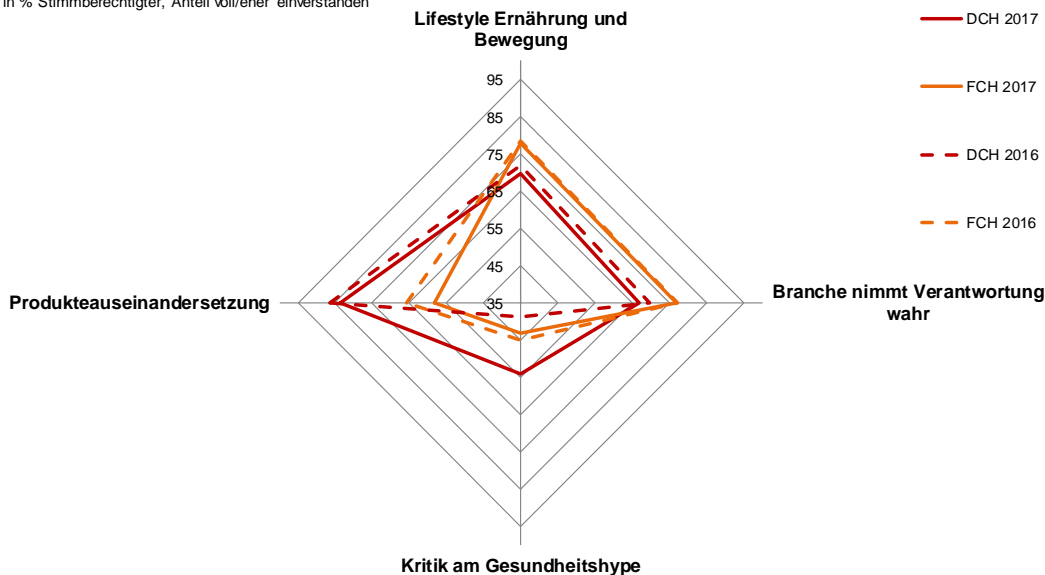 in % Stimmberechtigter, Anteil voll/eher einverstanden
Lifestyle Ernährung und
Bewegung
DCH 2017
FCH 2017
DCH 2016
FCH 2016
95
85
75
65
55
45
35
Produkteauseinandersetzung
Branche nimmt Verantwortung
wahr
Kritik am Gesundheitshype